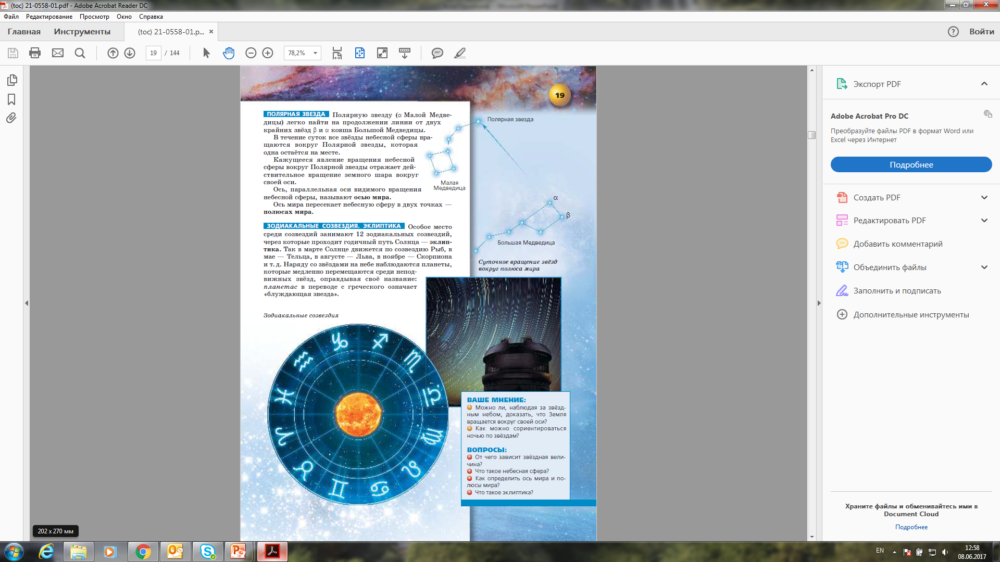 (toc) 21-0558-01.pdf - Adobe Acrobat Reader DC
Файл Редактирование Просмотр Окно Справка
Главная Инструменты (toc) 21-0558-01.p... × Войти
19 / 144 78,2%
19
ПОЛЯРНАЯ ЗВЕЗДА Полярную звезду (α Малой Медве-
дицы) легко найти на продолжении линии от двух
крайних звёзд β и α ковша Большой Медведицы.
В течение суток все звёзды небесной сферы вра-
щаются вокруг Полярной звезды, которая
одна остаётся на месте.
Кажущееся явление вращения небесной
сферы вокруг Полярной звезды отражает дей-
ствительное вращение земного шара вокруг
своей оси.
Ось, параллельная оси видимого вращения
небесной сферы, называют осью мира.
Ось мира пересекает небесную сферу в двух точках —
полюсах мира.
ЗОДИАКАЛЬНЫЕ СОЗВЕЗДИЯ. ЭКЛИПТИКА Особое место
среди созвездий занимают 12 зодиакальных созвездий,
через которые проходит годичный путь Солнца — эклип-
тика. Так в марте Солнце движется по созвездию Рыб, в
мае — Тельца, в августе — Льва, в ноябре — Скорпиона
и т. д. Наряду со звёздами на небе наблюдаются планеты,
которые медленно перемещаются среди непод-
вижных звёзд, оправдывая своё название:
планетас в переводе с греческого означает
«блуждающая звезда».
Зодиакальные созвездия
Полярная звезда
Малая
Медведица
α
β
Большая Медведица
Суточное вращение звёзд
вокруг полюса мира
ВАШЕ МНЕНИЕ:
Можно ли, наблюдая за звёзд-
ным небом, доказать, что Земля
вращается вокруг своей оси?
Как можно сориентироваться
ночью по звёздам?
ВОПРОСЫ:
От чего зависит звёздная вели-
чина?
Что такое небесная сфера?
Как определить ось мира и по-
люсы мира?
Что такое эклиптика?
Экспорт PDF
Adobe Acrobat Pro DC
Преобразуйте файлы PDF в формат Word или
Excel через Интернет
Подробнее
Создать PDF
Редактировать PDF
Добавить комментарий
Объединить файлы
Заполнить и подписать
Дополнительные инструменты
Храните файлы и обменивайтесь ими в
Document Cloud
Подробнее
202 x 270 мм
EN
12:58
08.06.2017